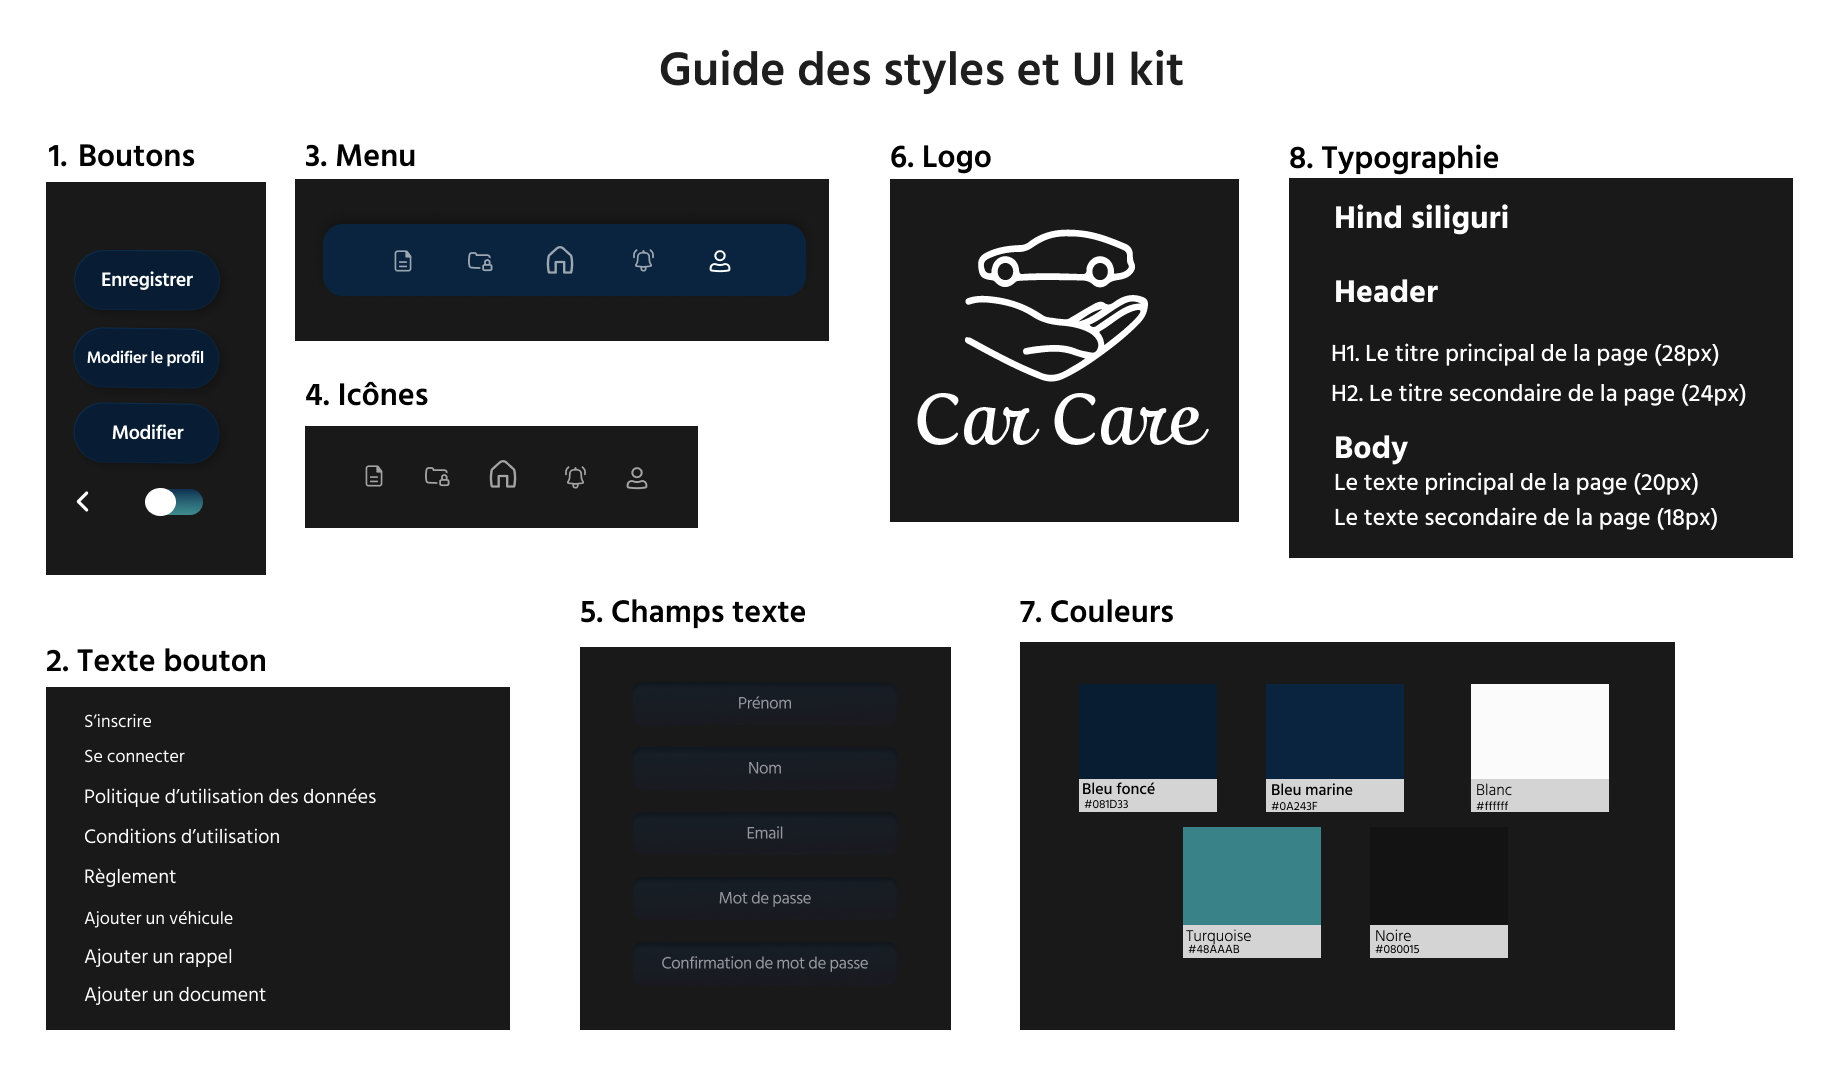 Guide des styles et UI kit
1. Boutons
Enregistrer
Modifier le profil
Modifier
2. Texte bouton
S’inscrire
Se connecter
Politique d’utilisation des données
Conditions d’utilisation
Règlement
Ajouter un véhicule
Ajouter un rappel
Ajouter un document
3. Menu
4. Icônes
5. Champs texte
Prénom
Nom
Email
Mot de passe
Confirmation de mot de passe
6. Logo
Car Care
7. Couleurs
Bleu foncé
#081D33
Bleu marine
#0A243F
Blanc
#ffffff
Turquoise
#48AAAB
Noire
#080015
8. Typographie
Hind siliguri
Header
H1. Le titre principal de la page (28px)
H2. Le titre secondaire de la page (24px)
Body
Le texte principal de la page (20px)
Le texte secondaire de la page (18px)